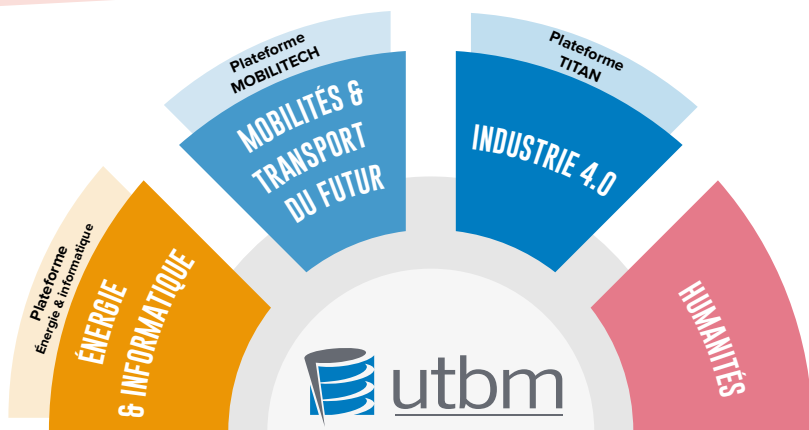 Plateforme
Énergie & informatique
ÉNERGIE
& INFORMATIQUE
Plateforme
MOBILITECH
MOBILITÉS &
TRANSPORT
DU FUTUR
Plateforme
TITAN
INDUSTRIE 4.0
HUMANITÉS
utbm